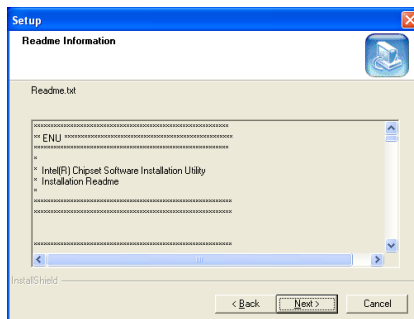 Setup
Readme Information
Readme.txt
** ENU **************************************************
*
* Intel(R) Chipset Software Installation Utility
* Installation Readme
*
InstallShield
< Back
Next >
Cancel